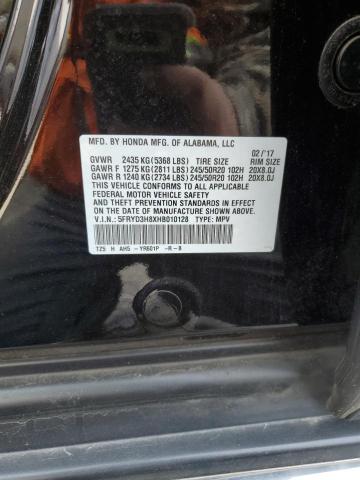 MFD. BY HONDA MFG. OF ALABAMA, LLC
02/'17
GVWR 2435 KG(5368 LBS) TIRE SIZE RIM SIZE
GAWR F 1275 KG(2811 LBS)245/50R20 102H 20X8.0J
GAWR R 1240 KG(2734 LBS)245/50R20 102H 20X8.0J
THIS VEHICLE CONFORMS TO ALL APPLICABLE
FEDERAL MOTOR VEHICLE SAFETY
AND THEFT PREVENTION STANDARDS IN EFFECT
ON THE DATE OF MANUFACTURE SHOWN ABOVE.
V.I.N.: 5FRYD3H8XHB010128 TYPE: MPV
TZ5 H AH5 -YR601P -R-B